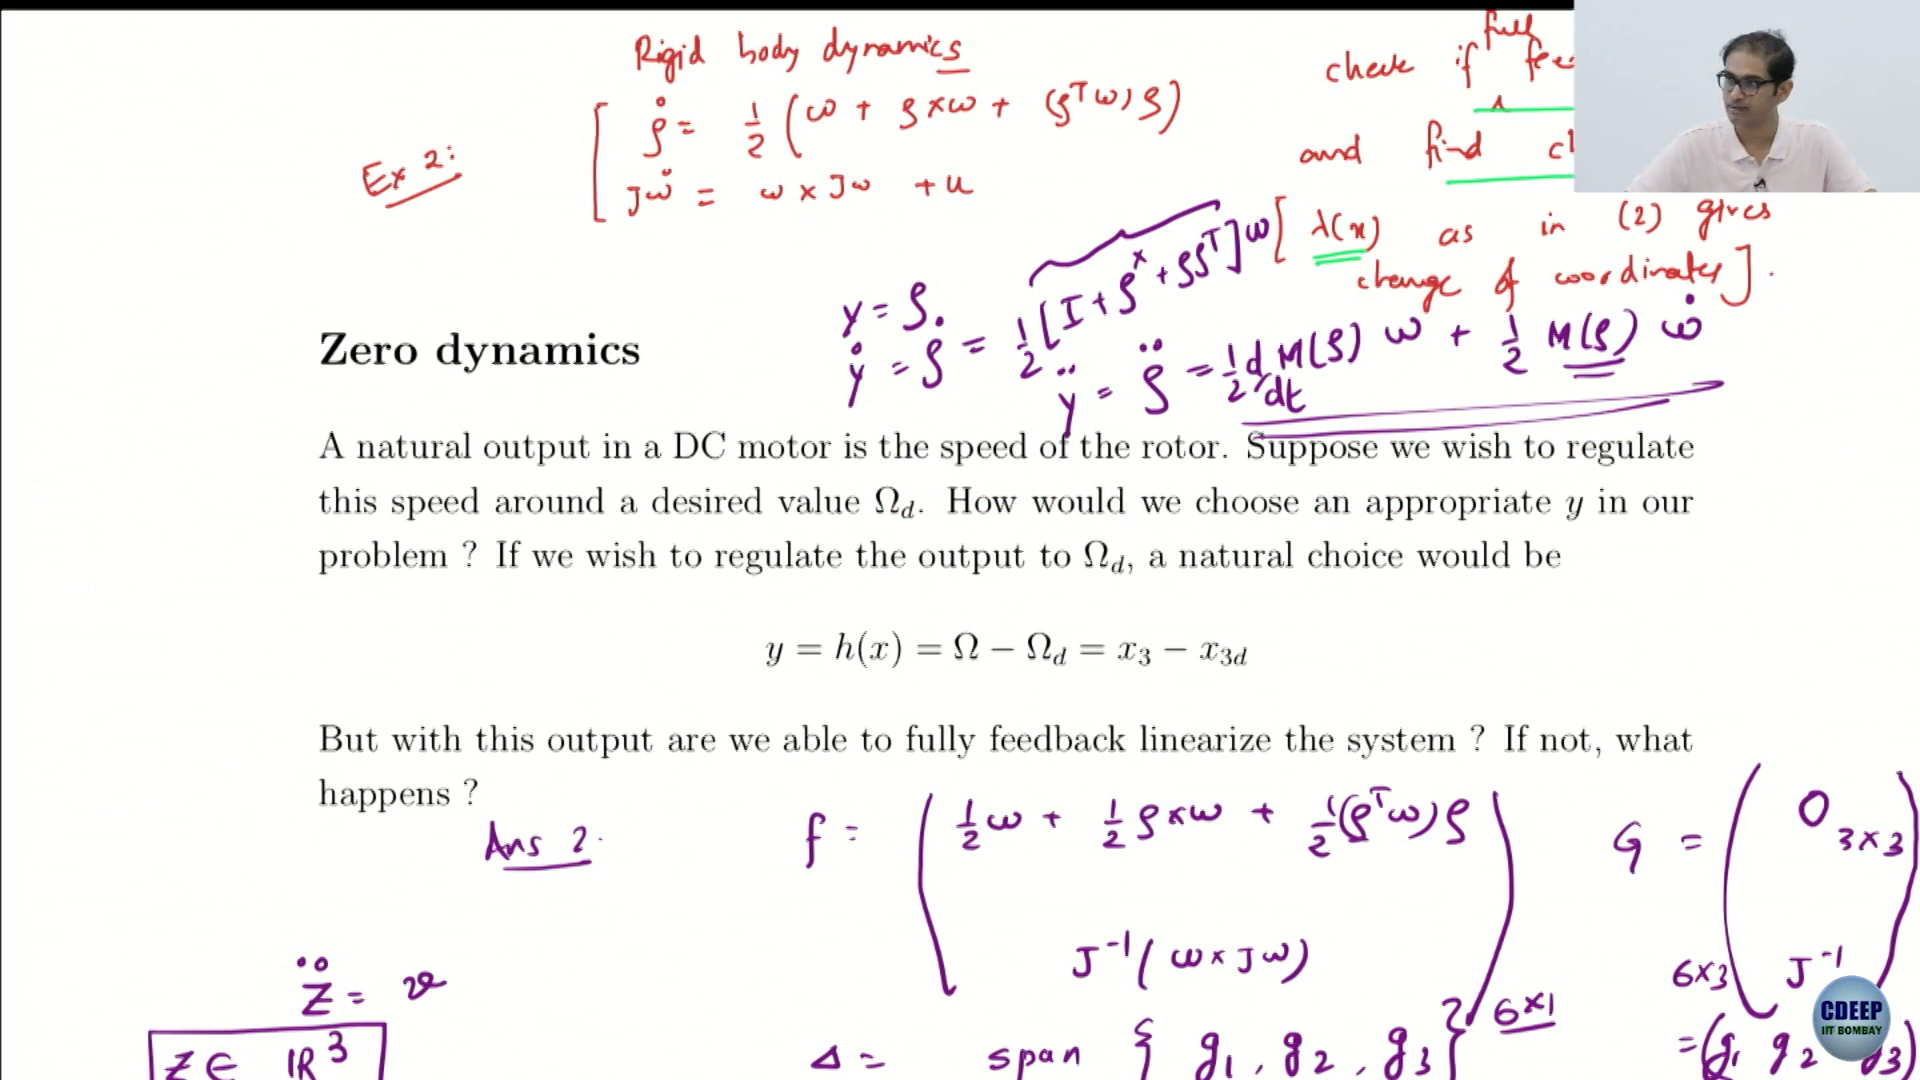 Rigid body dynamics
Ex 2:
ρ̇ = 1/2 (ω + ρ×ω + (ρᵀω)ρ)
Jω̇ = ω × Jω + u
check if full
and find
[λ(x) as in (2) gives
change of coordinates].
y = ρ.
ẏ = ρ̇ = 1/2 [I + ρ^× + ρρᵀ] ω
ÿ = ρ̈ = 1/2 d/dt M(ρ) ω + 1/2 M(ρ) ω̇
Zero dynamics
A natural output in a DC motor is the speed of the rotor. Suppose we wish to regulate
this speed around a desired value Ω_d. How would we choose an appropriate y in our
problem ? If we wish to regulate the output to Ω_d, a natural choice would be
y = h(x) = Ω − Ω_d = x₃ − x_{3d}
But with this output are we able to fully feedback linearize the system ? If not, what
happens ?
Ans 2.
f = ( 1/2 ω + 1/2 ρ×ω + 1/2 (ρᵀω)ρ
J⁻¹(ω × Jω) ) 6×1
G = ( O 3×3
J⁻¹ ) 6×3
= (g₁ g₂ g₃)
z̈ = v
z ∈ ℝ³
Δ = span { g₁, g₂, g₃ }
CDEEP
IIT BOMBAY